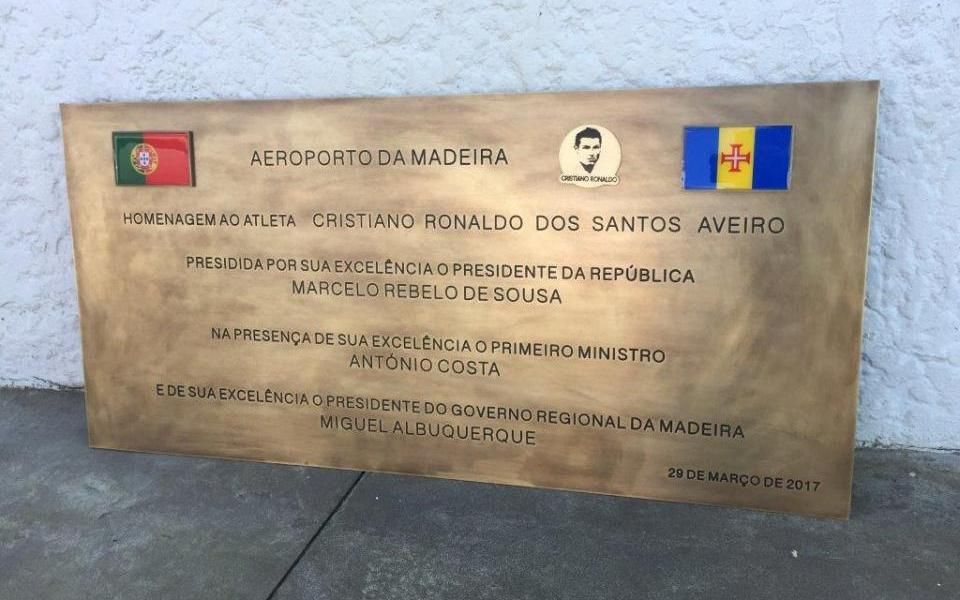 AEROPORTO DA MADEIRA
CRISTIANO RONALDO
HOMENAGEM AO ATLETA CRISTIANO RONALDO DOS SANTOS AVEIRO
PRESIDIDA POR SUA EXCELÊNCIA O PRESIDENTE DA REPÚBLICA
MARCELO REBELO DE SOUSA
NA PRESENÇA DE SUA EXCELÊNCIA O PRIMEIRO MINISTRO
ANTÓNIO COSTA
E DE SUA EXCELÊNCIA O PRESIDENTE DO GOVERNO REGIONAL DA MADEIRA
MIGUEL ALBUQUERQUE
29 DE MARÇO DE 2017